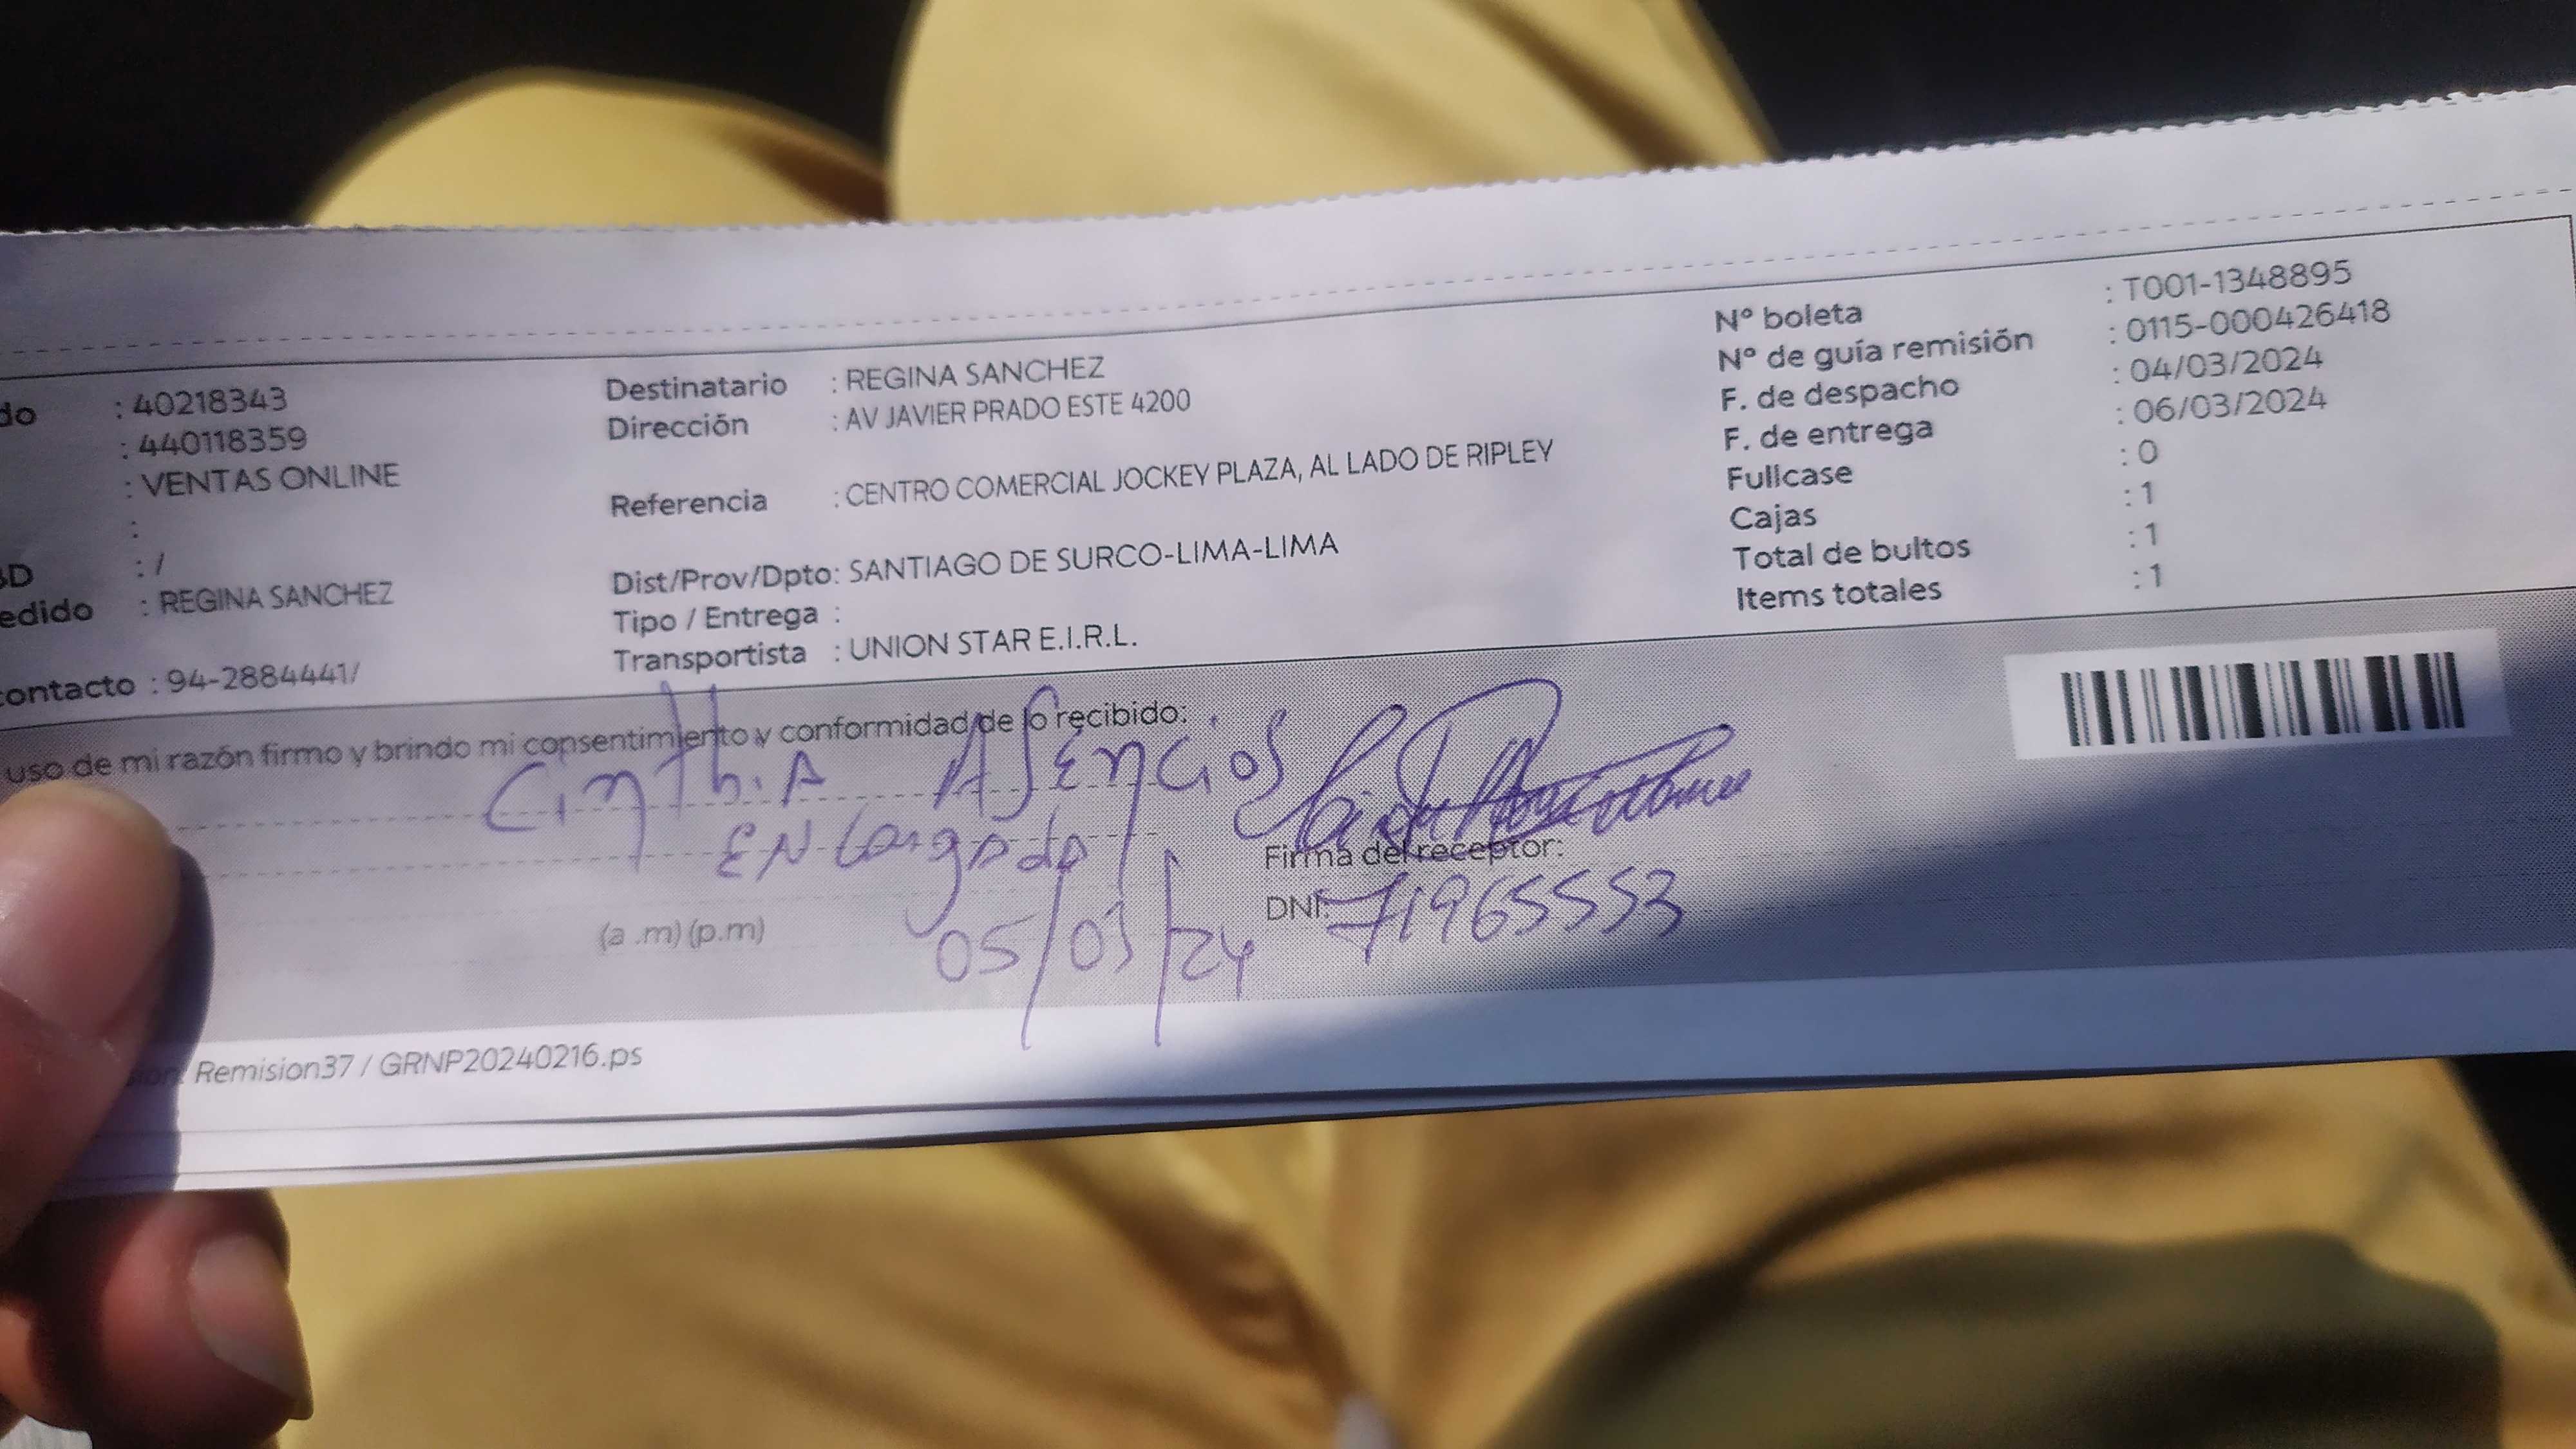 do : 40218343
: 440118359
: VENTAS ONLINE
:
: /
edido : REGINA SANCHEZ
contacto : 94-2884441/
Destinatario : REGINA SANCHEZ
Dirección : AV JAVIER PRADO ESTE 4200
Referencia : CENTRO COMERCIAL JOCKEY PLAZA, AL LADO DE RIPLEY
Dist/Prov/Dpto: SANTIAGO DE SURCO-LIMA-LIMA
Tipo / Entrega :
Transportista : UNION STAR E.I.R.L.
Nº boleta : T001-1348895
Nº de guía remisión : 0115-000426418
F. de despacho : 04/03/2024
F. de entrega : 06/03/2024
Fullcase : 0
Cajas : 1
Total de bultos : 1
Items totales : 1
uso de mi razón firmo y brindo mi consentimiento y conformidad de lo recibido:
Cinthia Asencios
Encargada
Firma del receptor:
DNI: 71965553
(a .m) (p.m)
05/03/24
Remision37 / GRNP20240216.ps